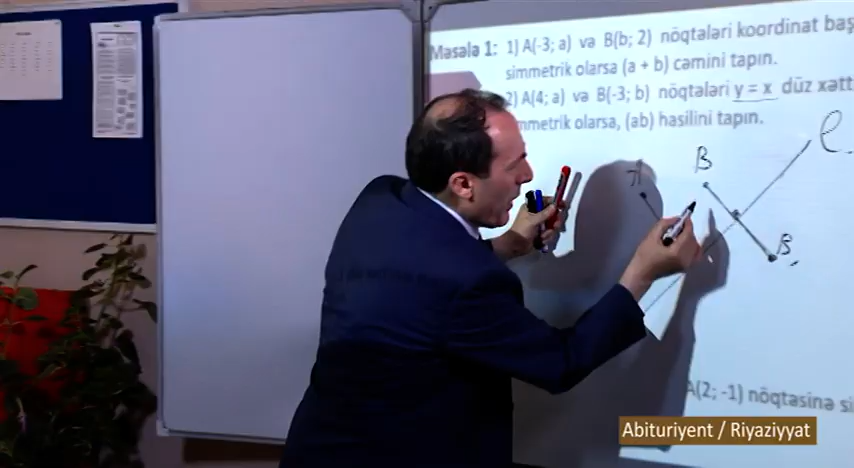 Məsələ 1: 1) A(-3; a) və B(b; 2) nöqtələri koordinat baş
simmetrik olarsa (a + b) cəmini tapın.
2) A(4; a) və B(-3; b) nöqtələri y = x düz xətt
mmetrik olarsa, (ab) hasilini tapın.
A B l
B
A(2; -1) nöqtəsinə si
Abituriyent / Riyaziyyat